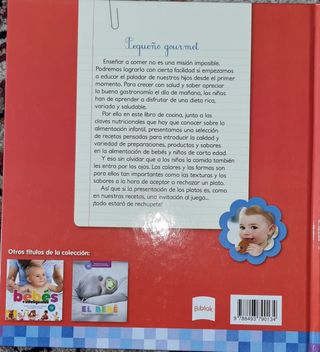 Pequeño gourmet
Enseñar a comer no es una misión imposible.
Podremos lograrlo con cierta facilidad si empezamos
a educar el paladar de nuestros hijos desde el primer
momento. Para crecer con salud y saber apreciar
la buena gastronomía el día de mañana, los niños
han de aprender a disfrutar de una dieta rica,
variada y saludable.
Por ello en este libro de cocina, junto a las
claves nutricionales que hay que conocer sobre la
alimentación infantil, presentamos una selección
de recetas pensadas para introducir la calidad y
variedad de preparaciones, productos y sabores
en la alimentación de bebés y niños de corta edad.
Y eso sin olvidar que a los niños la comida también
les entra por los ojos. Los colores y las formas son
para ellos tan importantes como las texturas y los
sabores a la hora de aceptar o rechazar un plato.
Así que si la presentación de los platos es, como
en nuestras recetas, una invitación al juego...
¡todo estará de rechupete!
Otros títulos de la colección:
bebés
EL BEBÉ
Biblok
9 788493 790134